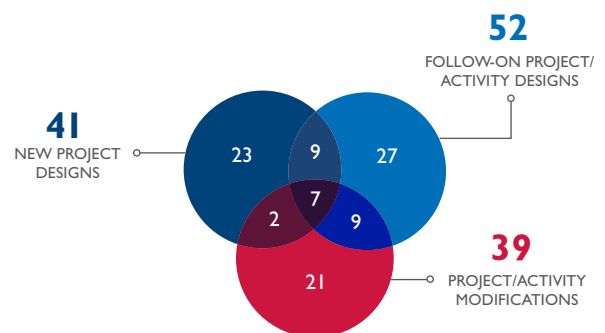 52
FOLLOW-ON PROJECT/
ACTIVITY DESIGNS
41
NEW PROJECT
DESIGNS
23
9
27
7
2
9
21
39
PROJECT/ACTIVITY
MODIFICATIONS